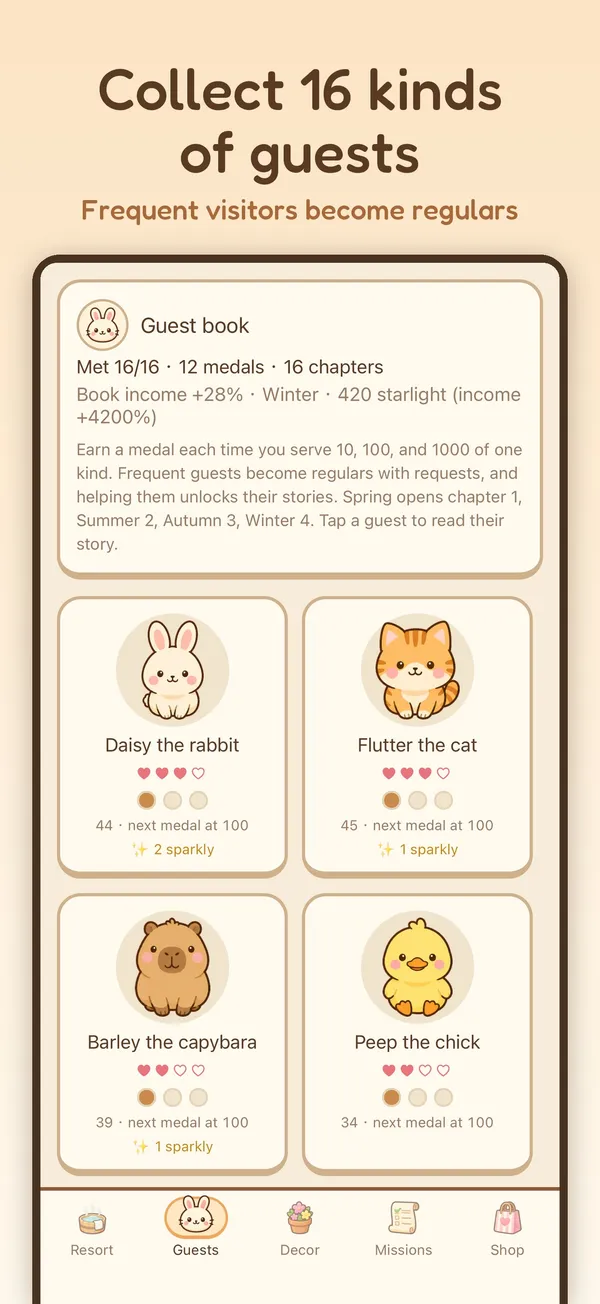 Collect 16 kinds
of guests
Frequent visitors become regulars
Guest book
Met 16/16 · 12 medals · 16 chapters
Book income +28% · Winter · 420 starlight (income
+4200%)
Earn a medal each time you serve 10, 100, and 1000 of one
kind. Frequent guests become regulars with requests, and
helping them unlocks their stories. Spring opens chapter 1,
Summer 2, Autumn 3, Winter 4. Tap a guest to read their
story.
Daisy the rabbit
44 · next medal at 100
✨ 2 sparkly
Flutter the cat
45 · next medal at 100
✨ 1 sparkly
Barley the capybara
39 · next medal at 100
✨ 1 sparkly
Peep the chick
34 · next medal at 100
Resort
Guests
Decor
Missions
Shop